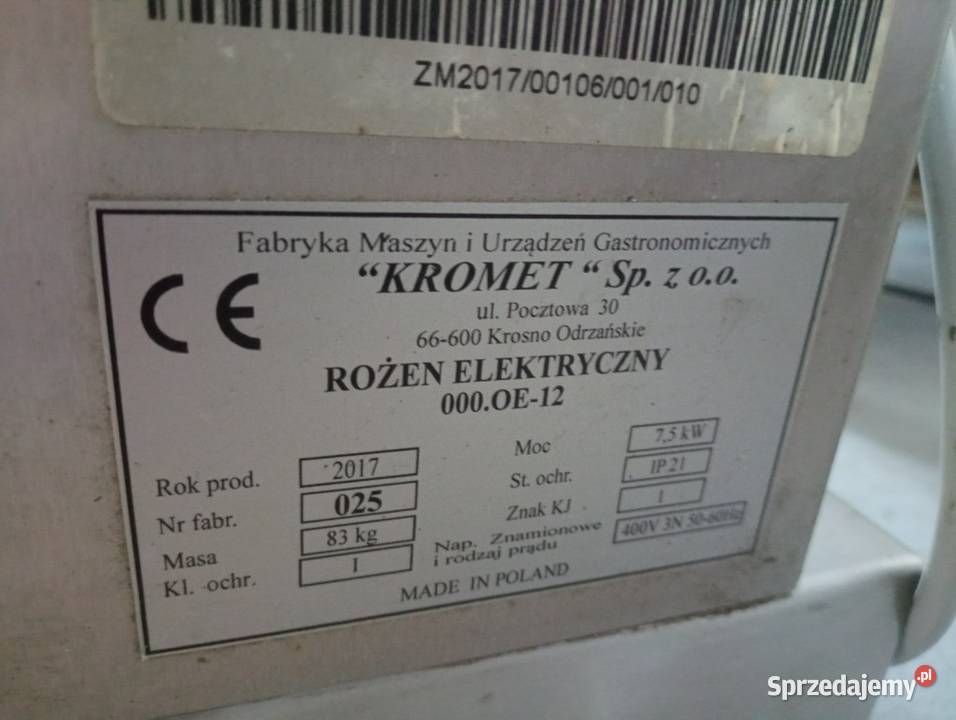 ZM2017/00106/001/010
Fabryka Maszyn i Urządzeń Gastronomicznych
“KROMET “ Sp. z o.o.
ul. Pocztowa 30
66-600 Krosno Odrzańskie
CE
ROŻEN ELEKTRYCZNY
000.OE-12
Rok prod. 2017
Nr fabr. 025
Masa 83 kg
Kl. ochr. I
Moc 7,5 kW
St. ochr. IP 21
Znak KJ 1
Nap. Znamionowe
i rodzaj prądu 400V 3N 50-60Hz
MADE IN POLAND
Sprzedajemy.pl